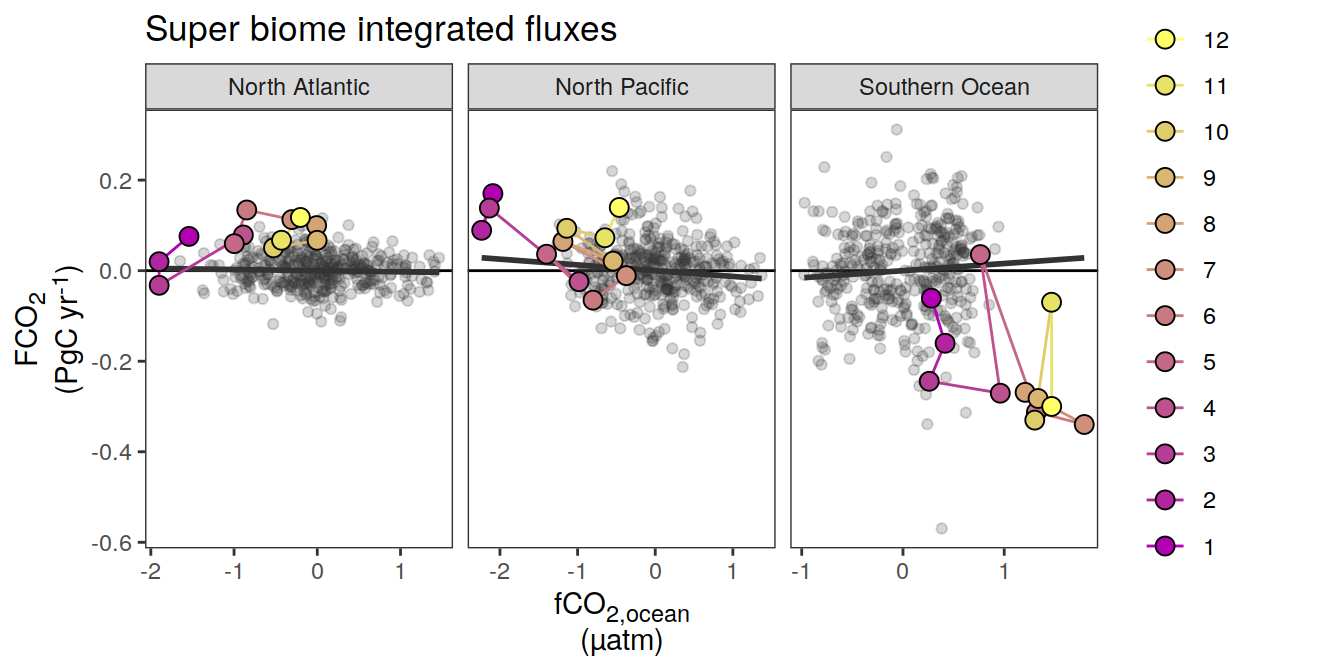 Super biome integrated fluxes
North Atlantic
North Pacific
Southern Ocean
FCO₂
(PgC yr⁻¹)
0.2
0.0
-0.2
-0.4
-0.6
-2 -1 0 1
-2 -1 0 1
-1 0 1
fCO₂,ocean
(µatm)
12
11
10
9
8
7
6
5
4
3
2
1